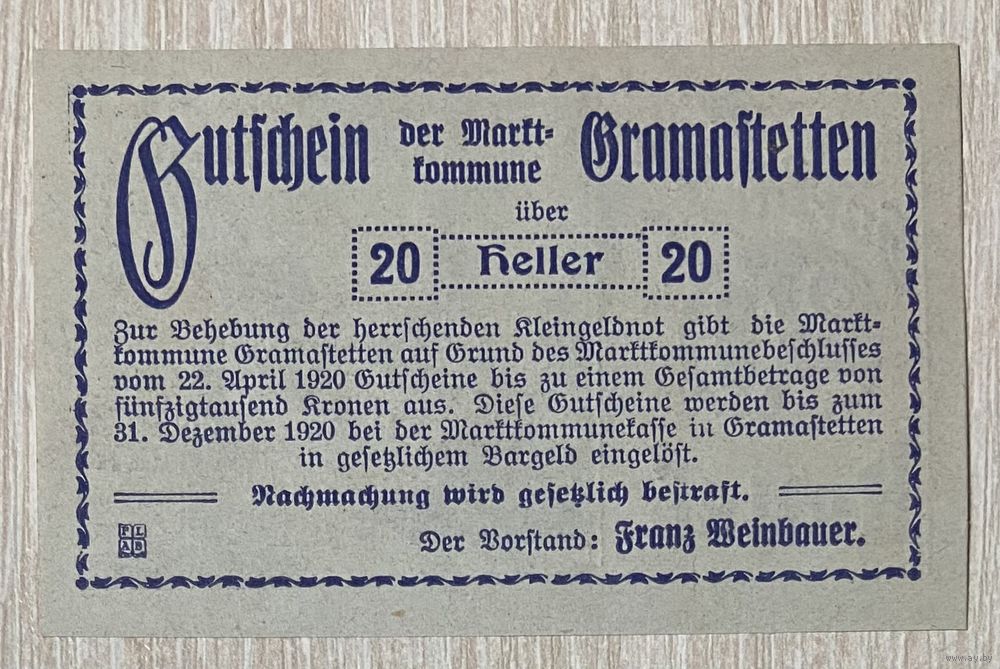 Gutschein der Markt=
kommune Gramastetten
über
20 Heller 20
Zur Behebung der herrschenden Kleingeldnot gibt die Markt=
kommune Gramastetten auf Grund des Marktkommunebeschlusses
vom 22. April 1920 Gutscheine bis zu einem Gesamtbetrage von
fünfzigtausend Kronen aus. Diese Gutscheine werden bis zum
31. Dezember 1920 bei der Marktkommunekasse in Gramastetten
in gesetzlichem Bargeld eingelöst.
Nachmachung wird gesetzlich bestraft.
Der Vorstand: Franz Weinbauer.
www.ay.by